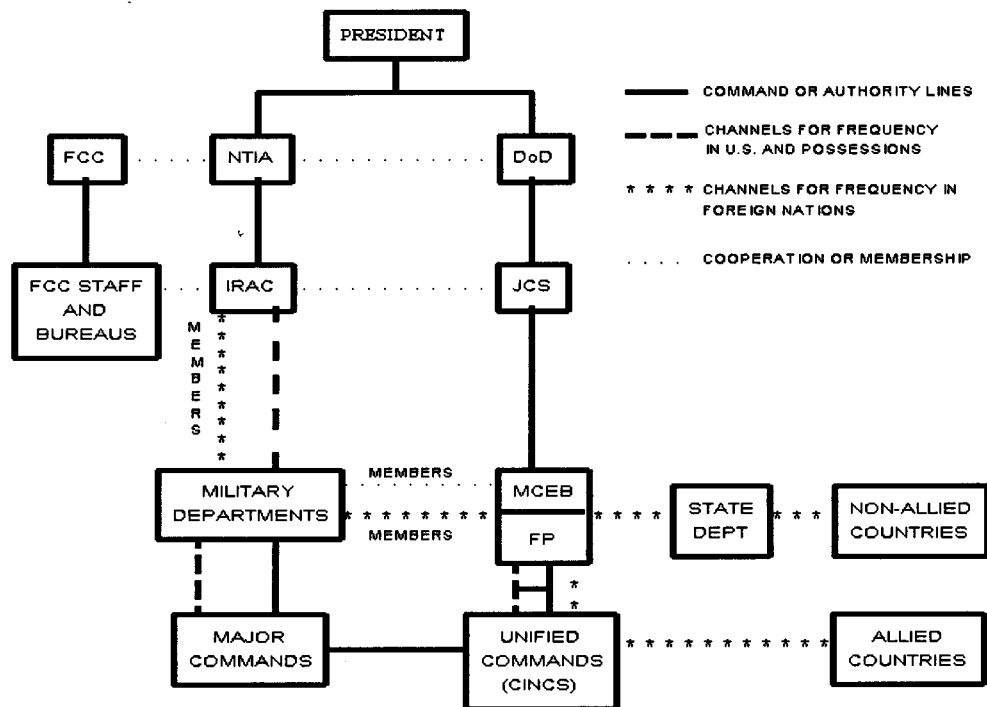 PRESIDENT
COMMAND OR AUTHORITY LINES
CHANNELS FOR FREQUENCY
IN U.S. AND POSSESSIONS
CHANNELS FOR FREQUENCY IN
FOREIGN NATIONS
COOPERATION OR MEMBERSHIP
FCC
NTIA
DoD
FCC STAFF
AND
BUREAUS
IRAC
JCS
MEMBERS
MILITARY
DEPARTMENTS
MEMBERS
MEMBERS
MCEB
FP
STATE
DEPT
NON-ALLIED
COUNTRIES
MAJOR
COMMANDS
UNIFIED
COMMANDS
(CINCS)
ALLIED
COUNTRIES